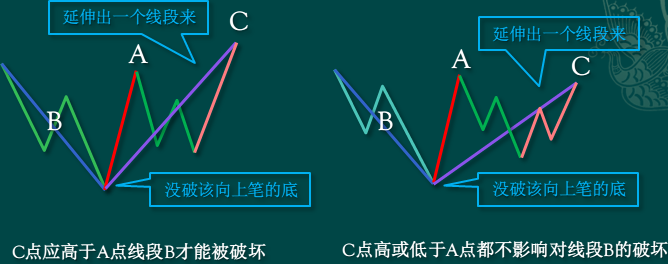 延伸出一个线段来
C
A
B
没破该向上笔的底
C点应高于A点线段B才能被破坏
延伸出一个线段来
A
C
B
没破该向上笔的底
C点高或低于A点都不影响对线段B的破坏